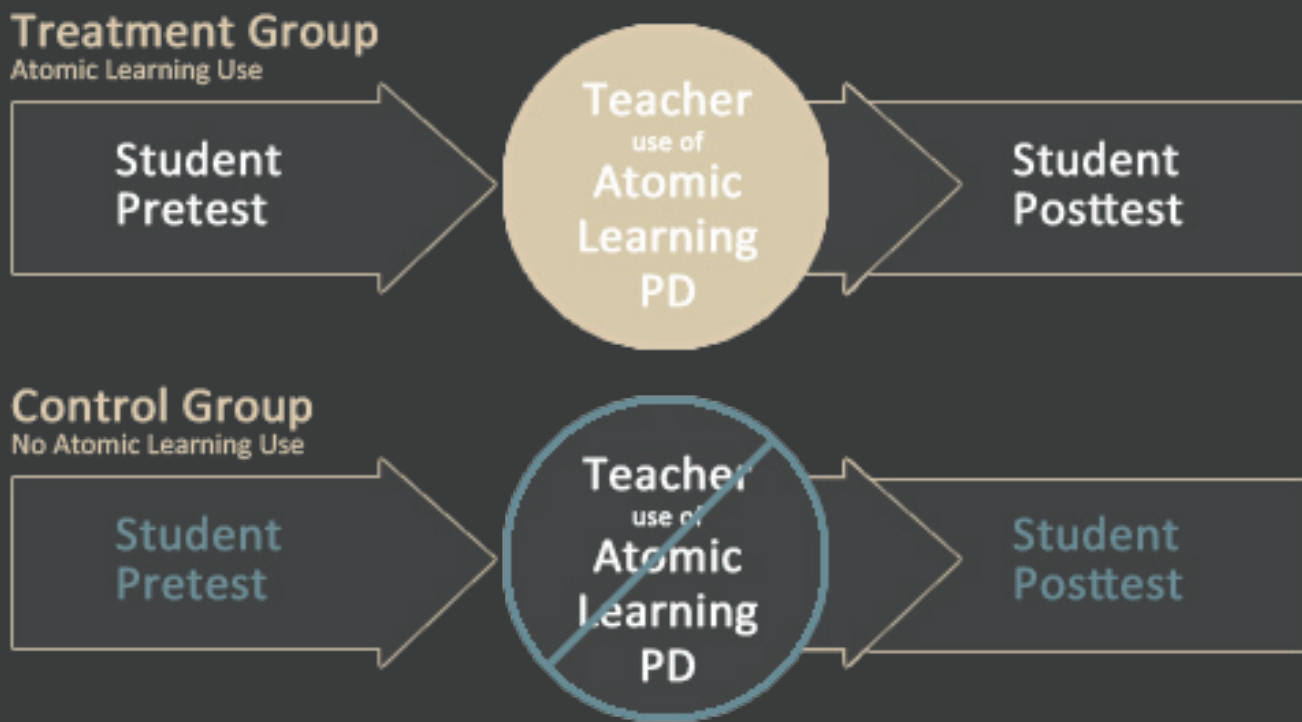 Treatment Group
Atomic Learning Use
Student
Pretest
Teacher
use of
Atomic
Learning
PD
Student
Posttest
Control Group
No Atomic Learning Use
Student
Pretest
Teacher
use of
Atomic
Learning
PD
Student
Posttest